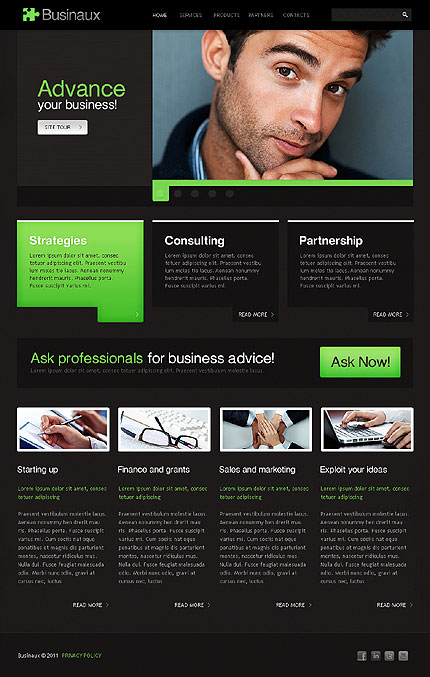 Businaux
HOME SERVICES PRODUCTS PARTNERS CONTACTS
Advance
your business!
SITE TOUR
Strategies
Lorem ipsum dolor sit amet, consec
tetuer adipiscing elit. Praesent vestibu
lum molestie lacus. Aenean nonummy
hendrerit mauris. Phasellus porta.
Fusce suscipit varius mi.
Consulting
Lorem ipsum dolor sit amet, consec
tetuer adipiscing elit. Praesent vestibu
lum molestie lacus. Aenean nonummy
hendrerit mauris. Phasellus porta.
Fusce suscipit varius mi.
READ MORE
Partnership
Lorem ipsum dolor sit amet, consec
tetuer adipiscing elit. Praesent vestibu
lum molestie lacus. Aenean nonummy
hendrerit mauris. Phasellus porta.
Fusce suscipit varius mi.
READ MORE
Ask professionals for business advice!
Lorem ipsum dolor sit amet. Praesent vestibulum molestie lacus.
Ask Now!
Starting up
Lorem ipsum dolor sit amet, consec
tetuer adipiscing
Praesent vestibulum molestie lacus.
Aenean nonummy hen drerit mau
ris. Phasellus porta. Fusce suscipit
varius mi. Cum sociis nat oque
penatibus et magnis dis parturient
montes, nascetur ridiculus mus.
Nulla dui. Fusce feugiat malesuada
odio. Morbi nunc odio, gravi at
cursus nec, luctus
READ MORE
Finance and grants
Lorem ipsum dolor sit amet, consec
tetuer adipiscing
Praesent vestibulum molestie lacus.
Aenean nonummy hen drerit mau
ris. Phasellus porta. Fusce suscipit
varius mi. Cum sociis nat oque
penatibus et magnis dis parturient
montes, nascetur ridiculus mus.
Nulla dui. Fusce feugiat malesuada
odio. Morbi nunc odio, gravi at
cursus nec, luctus
READ MORE
Sales and marketing
Lorem ipsum dolor sit amet, consec
tetuer adipiscing
Praesent vestibulum molestie lacus.
Aenean nonummy hen drerit mau
ris. Phasellus porta. Fusce suscipit
varius mi. Cum sociis nat oque
penatibus et magnis dis parturient
montes, nascetur ridiculus mus.
Nulla dui. Fusce feugiat malesuada
odio. Morbi nunc odio, gravi at
cursus nec, luctus
READ MORE
Exploit your ideas
Lorem ipsum dolor sit amet, consec
tetuer adipiscing
Praesent vestibulum molestie lacus.
Aenean nonummy hen drerit mau
ris. Phasellus porta. Fusce suscipit
varius mi. Cum sociis nat oque
penatibus et magnis dis parturient
montes, nascetur ridiculus mus.
Nulla dui. Fusce feugiat malesuada
odio. Morbi nunc odio, gravi at
cursus nec, luctus
READ MORE
Businaux © 2011 PRIVACY POLICY